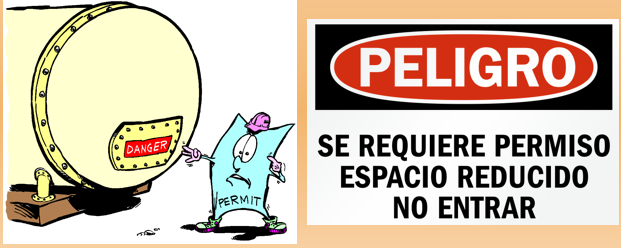 DANGER
PERMIT
PELIGRO
SE REQUIERE PERMISO
ESPACIO REDUCIDO
NO ENTRAR